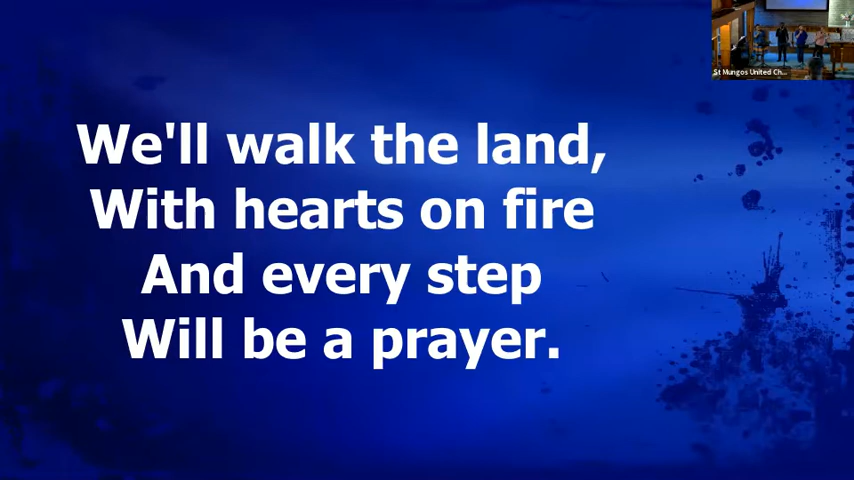 We'll walk the land,
With hearts on fire
And every step
Will be a prayer.
St Mungos United Ch...